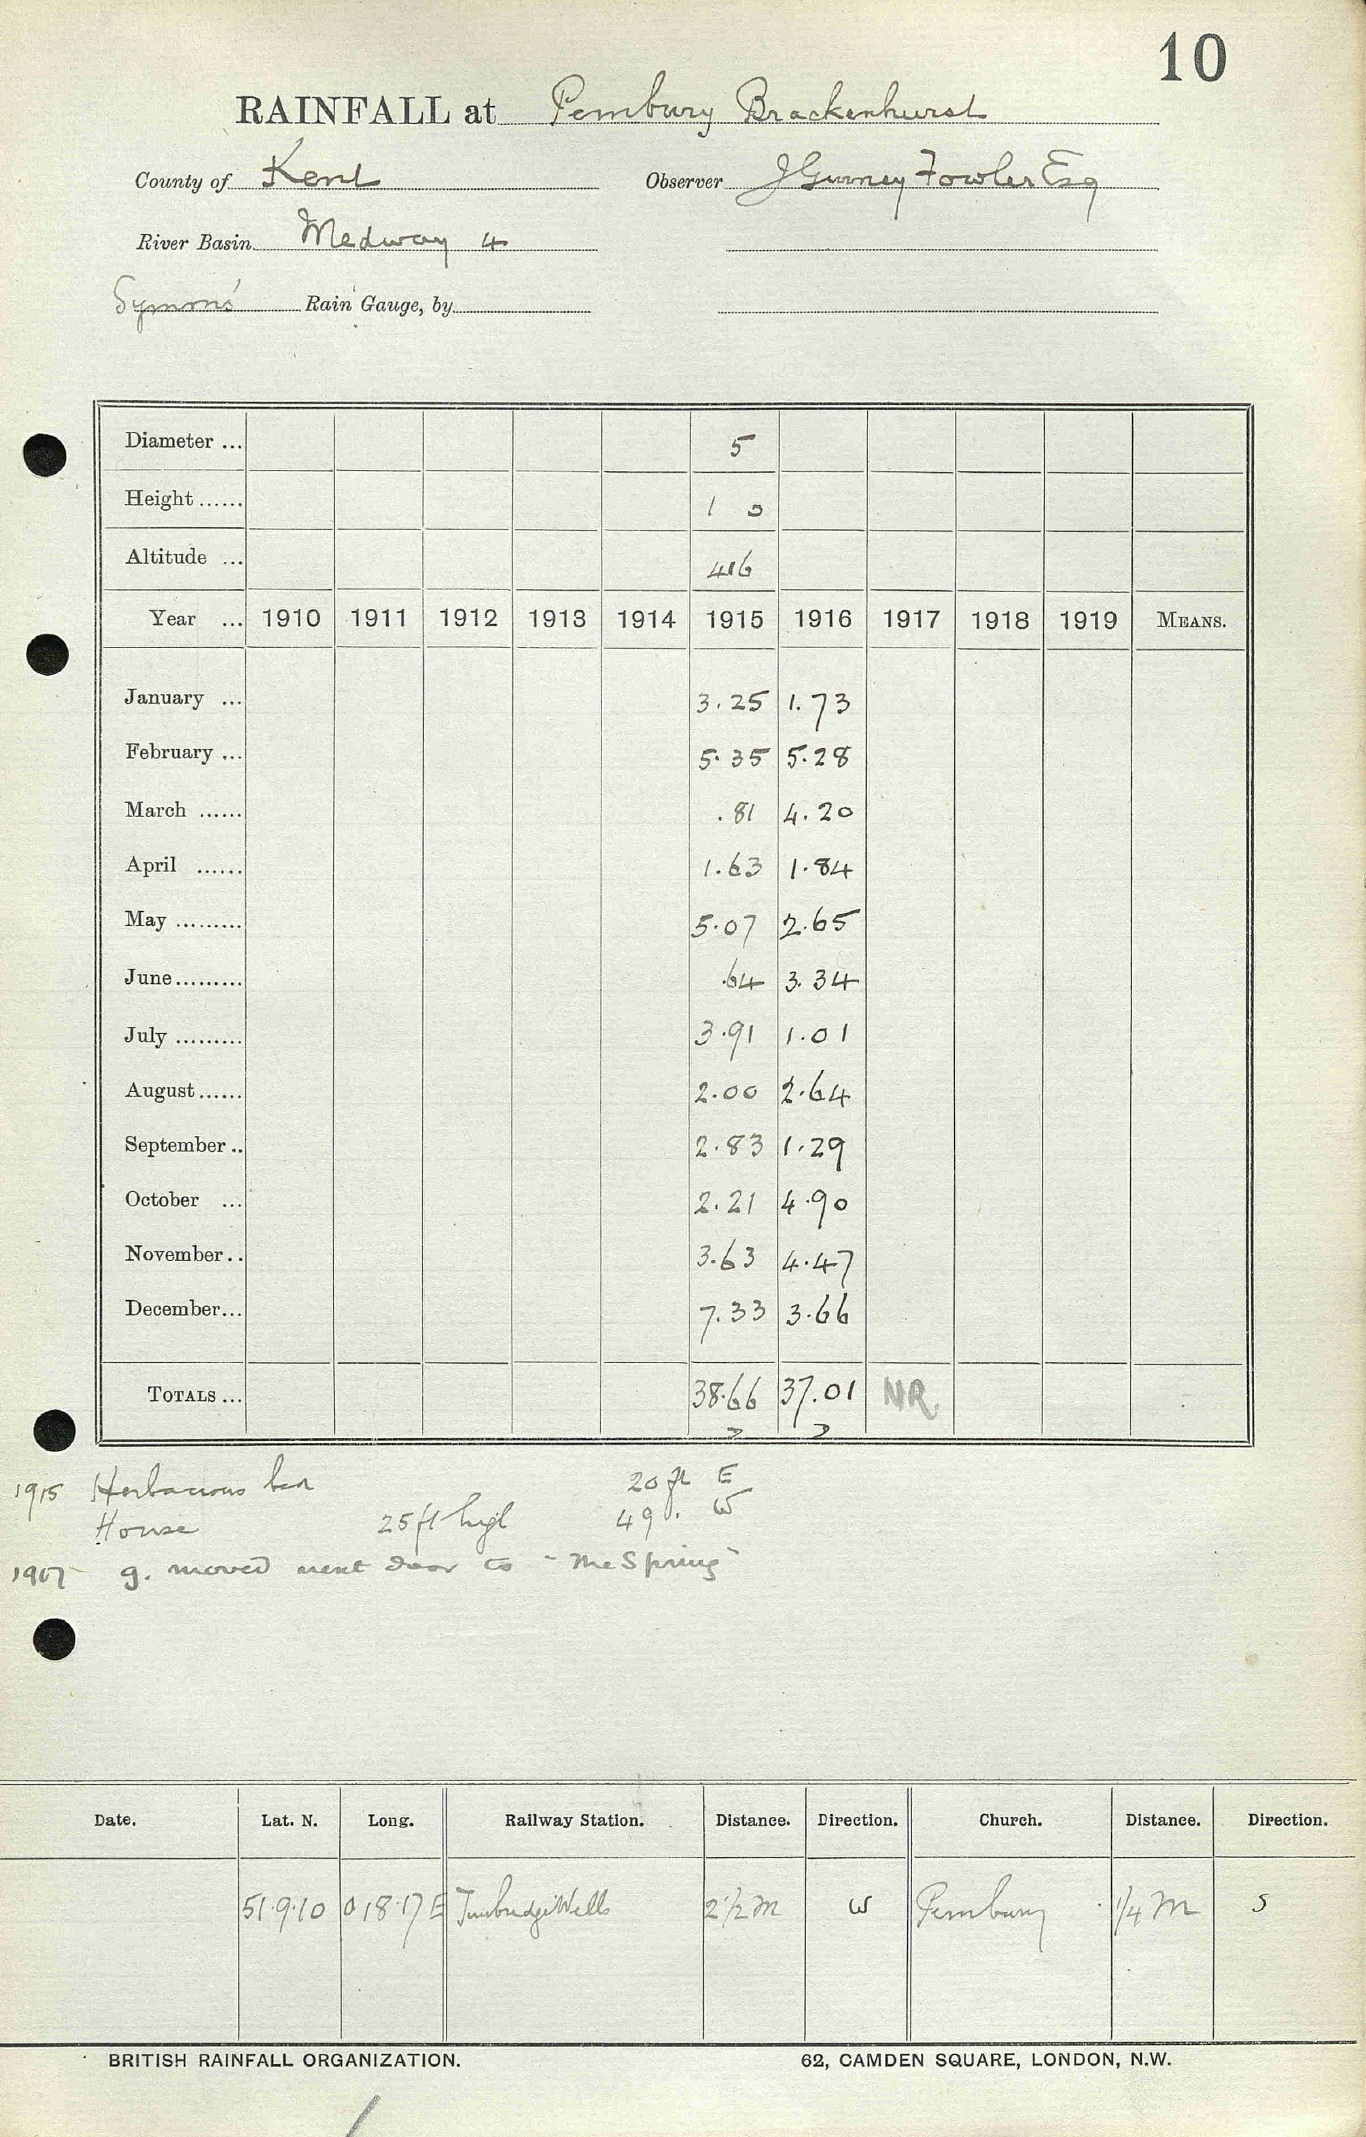 10
RAINFALL at Pembury Brackenhurst
County of Kent Observer J Gurney Fowler Esq
River Basin Medway 4
Symons' Rain Gauge, by
Diameter ... 5
Height ...... 1 0
Altitude ... 416
Year ... 1910 1911 1912 1913 1914 1915 1916 1917 1918 1919 MEANS.
January ... 3.25 1.73
February ... 5.35 5.28
March ...... .81 4.20
April ...... 1.63 1.84
May ......... 5.07 2.65
June ......... .64 3.34
July ......... 3.91 1.01
August ...... 2.00 2.64
September .. 2.83 1.29
October ... 2.21 4.90
November .. 3.63 4.47
December ... 7.33 3.66
TOTALS ... 38.66 37.01 NR.
1915 Herbaceous bed 20 ft E
House 25 ft high 49 " W
g. moved next door to "The Spring"
Date. Lat. N. Long. Railway Station. Distance. Direction. Church. Distance. Direction.
51.9.10 0 18.17 E Tunbridge Wells 2 1/2 M W Pembury 1/4 M S
BRITISH RAINFALL ORGANIZATION. 62, CAMDEN SQUARE, LONDON, N.W.